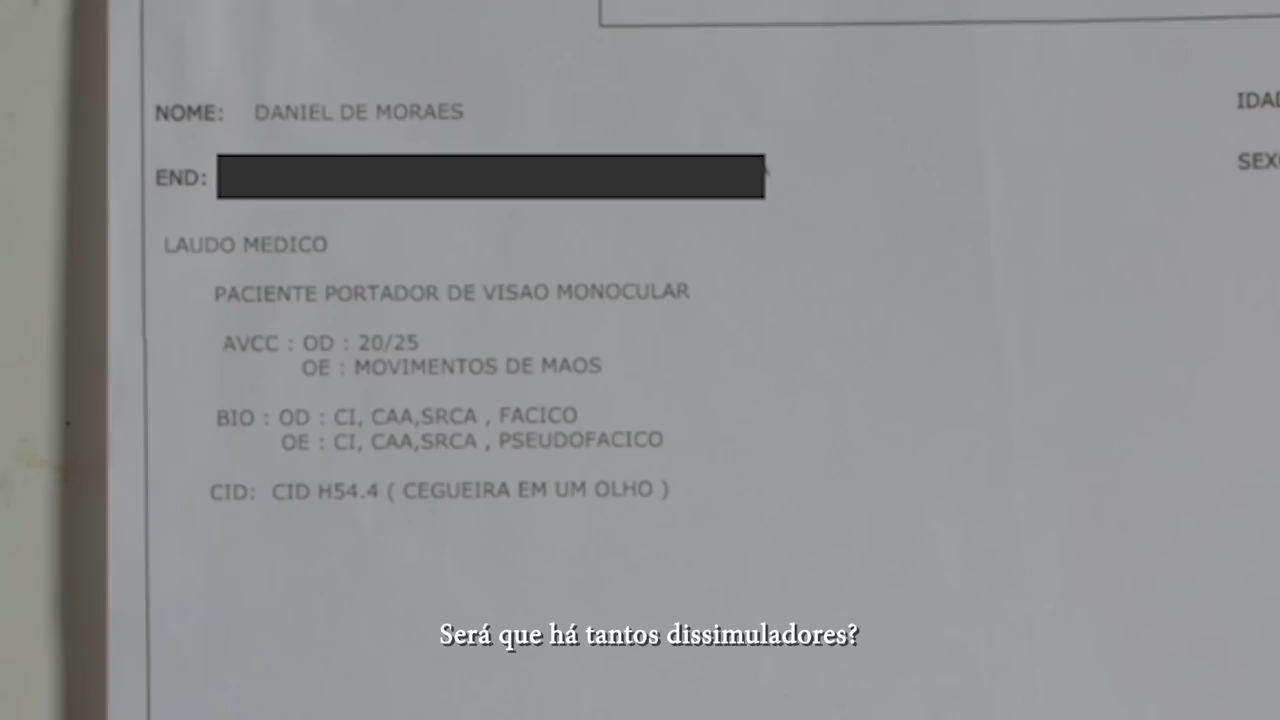 NOME: DANIEL DE MORAES
IDAD
END:
SEXO
LAUDO MEDICO
PACIENTE PORTADOR DE VISAO MONOCULAR
AVCC : OD : 20/25
OE : MOVIMENTOS DE MAOS
BIO : OD : CI, CAA,SRCA , FACICO
OE : CI, CAA,SRCA , PSEUDOFACICO
CID: CID H54.4 ( CEGUEIRA EM UM OLHO )
Será que há tantos dissimuladores?